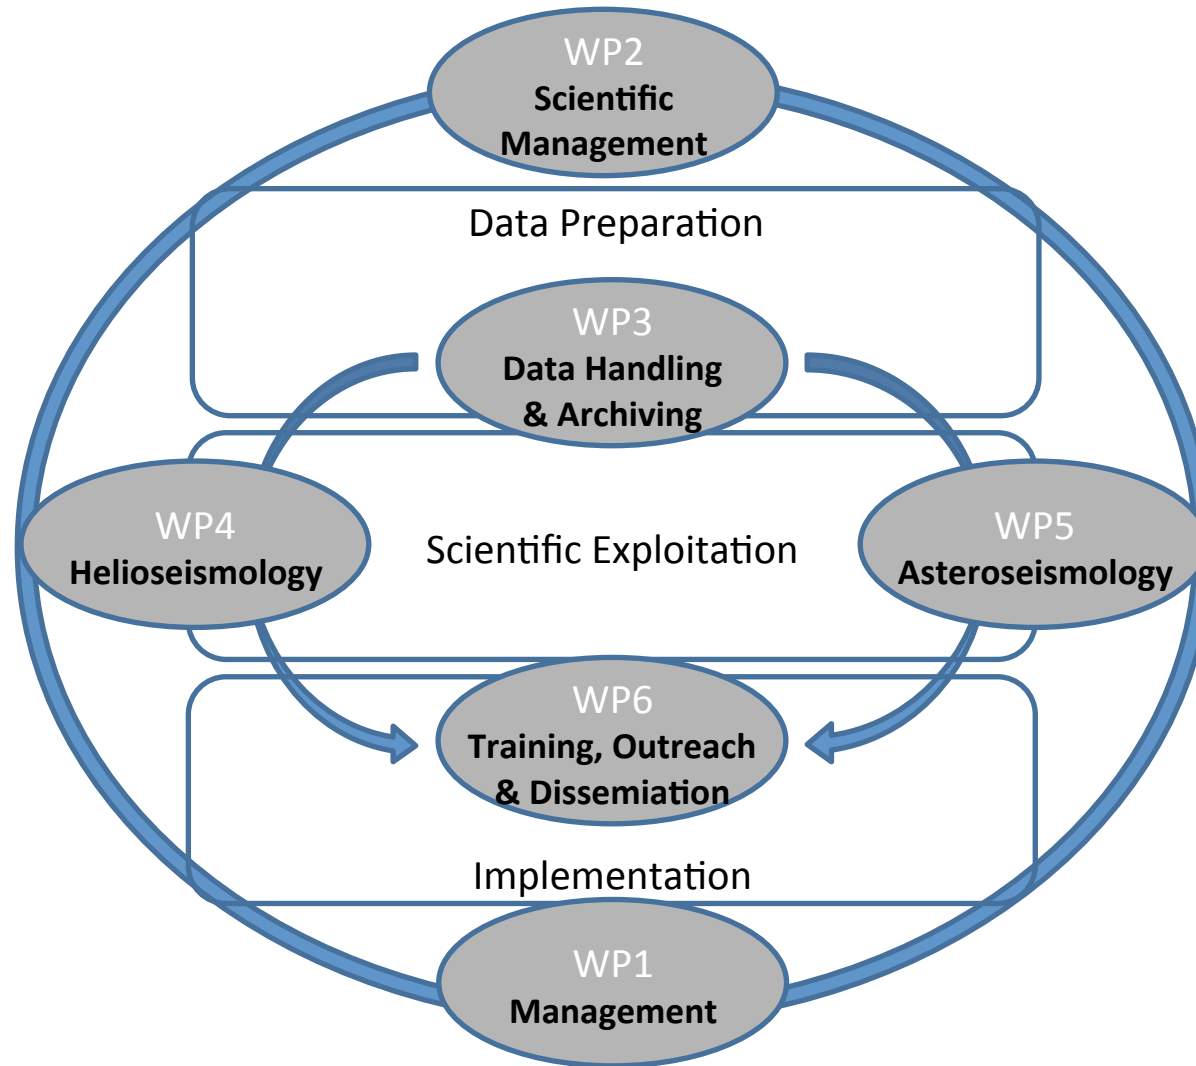 WP2
Scientific
Management
Data Preparation
WP3
Data Handling
& Archiving
WP4
Helioseismology
Scientific Exploitation
WP5
Asteroseismology
WP6
Training, Outreach
& Dissemiation
Implementation
WP1
Management